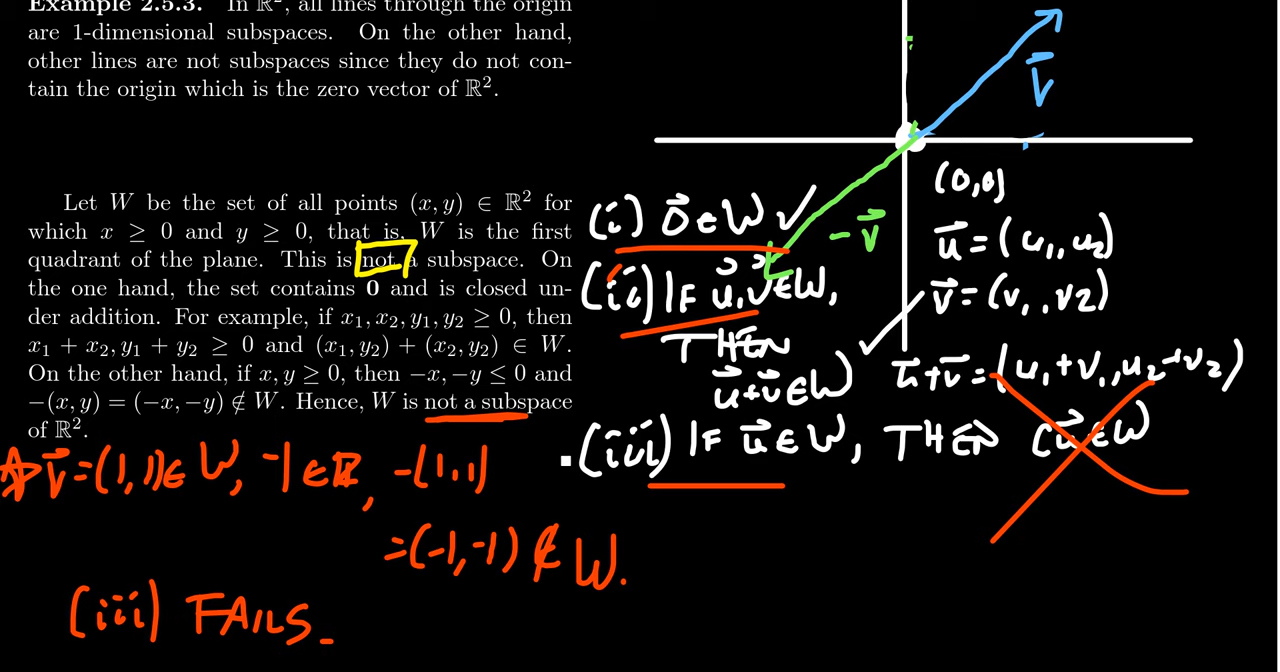 Example 2.5.3. In ℝ², all lines through the origin
are 1-dimensional subspaces. On the other hand,
other lines are not subspaces since they do not con-
tain the origin which is the zero vector of ℝ².
Let W be the set of all points (x, y) ∈ ℝ² for
which x ≥ 0 and y ≥ 0, that is, W is the first
quadrant of the plane. This is not a subspace. On
the one hand, the set contains 0 and is closed un-
der addition. For example, if x₁, x₂, y₁, y₂ ≥ 0, then
x₁ + x₂, y₁ + y₂ ≥ 0 and (x₁, y₂) + (x₂, y₂) ∈ W.
On the other hand, if x, y ≥ 0, then −x, −y ≤ 0 and
−(x, y) = (−x, −y) ∉ W. Hence, W is not a subspace
of ℝ².
v⃗ = (1, 1) ∈ W, -1 ∈ ℝ, -(1, 1)
= (-1, -1) ∉ W.
(iii) FAILS.
v⃗
-v⃗
(0,0)
(i) 0⃗ ∈ W ✓
(ii) IF u⃗, v⃗ ∈ W,
THEN
u⃗+v⃗ ∈ W ✓
u⃗ = (u₁, u₂)
v⃗ = (v₁, v₂)
u⃗+v⃗ = (u₁+v₁, u₂+v₂)
(iii) IF u⃗ ∈ W, THEN cu⃗ ∈ W